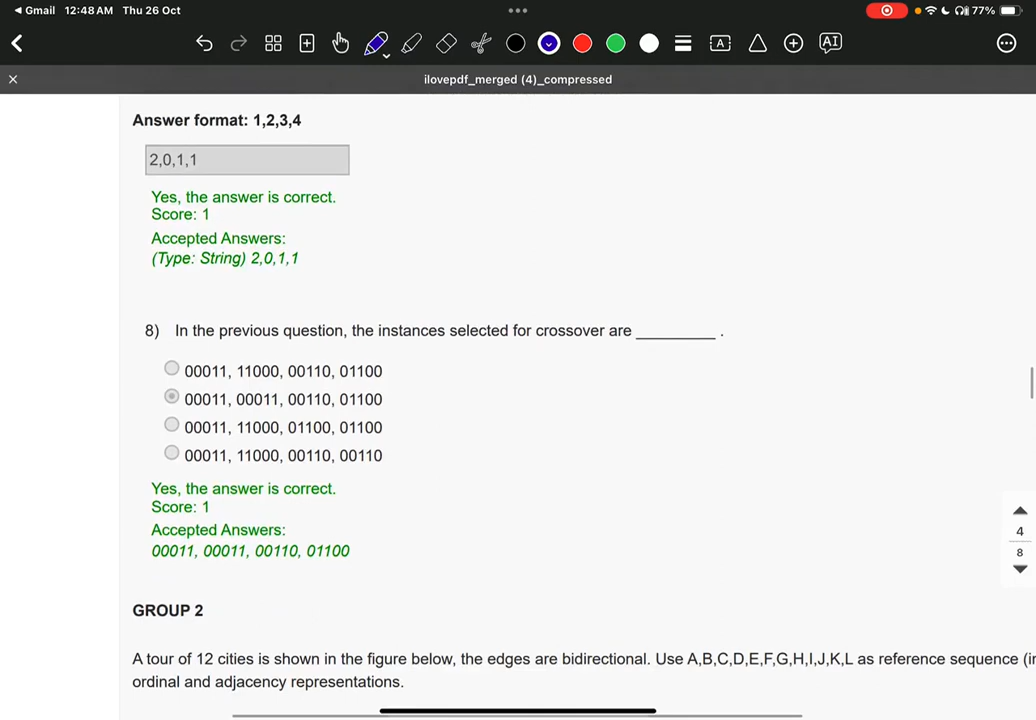 Gmail 12:48 AM Thu 26 Oct
77%
A
AI
ilovepdf_merged (4)_compressed
Answer format: 1,2,3,4
2,0,1,1
Yes, the answer is correct.
Score: 1
Accepted Answers:
(Type: String) 2,0,1,1
8) In the previous question, the instances selected for crossover are _________ .
00011, 11000, 00110, 01100
00011, 00011, 00110, 01100
00011, 11000, 01100, 01100
00011, 11000, 00110, 00110
Yes, the answer is correct.
Score: 1
Accepted Answers:
00011, 00011, 00110, 01100
4
8
GROUP 2
A tour of 12 cities is shown in the figure below, the edges are bidirectional. Use A,B,C,D,E,F,G,H,I,J,K,L as reference sequence (in
ordinal and adjacency representations.